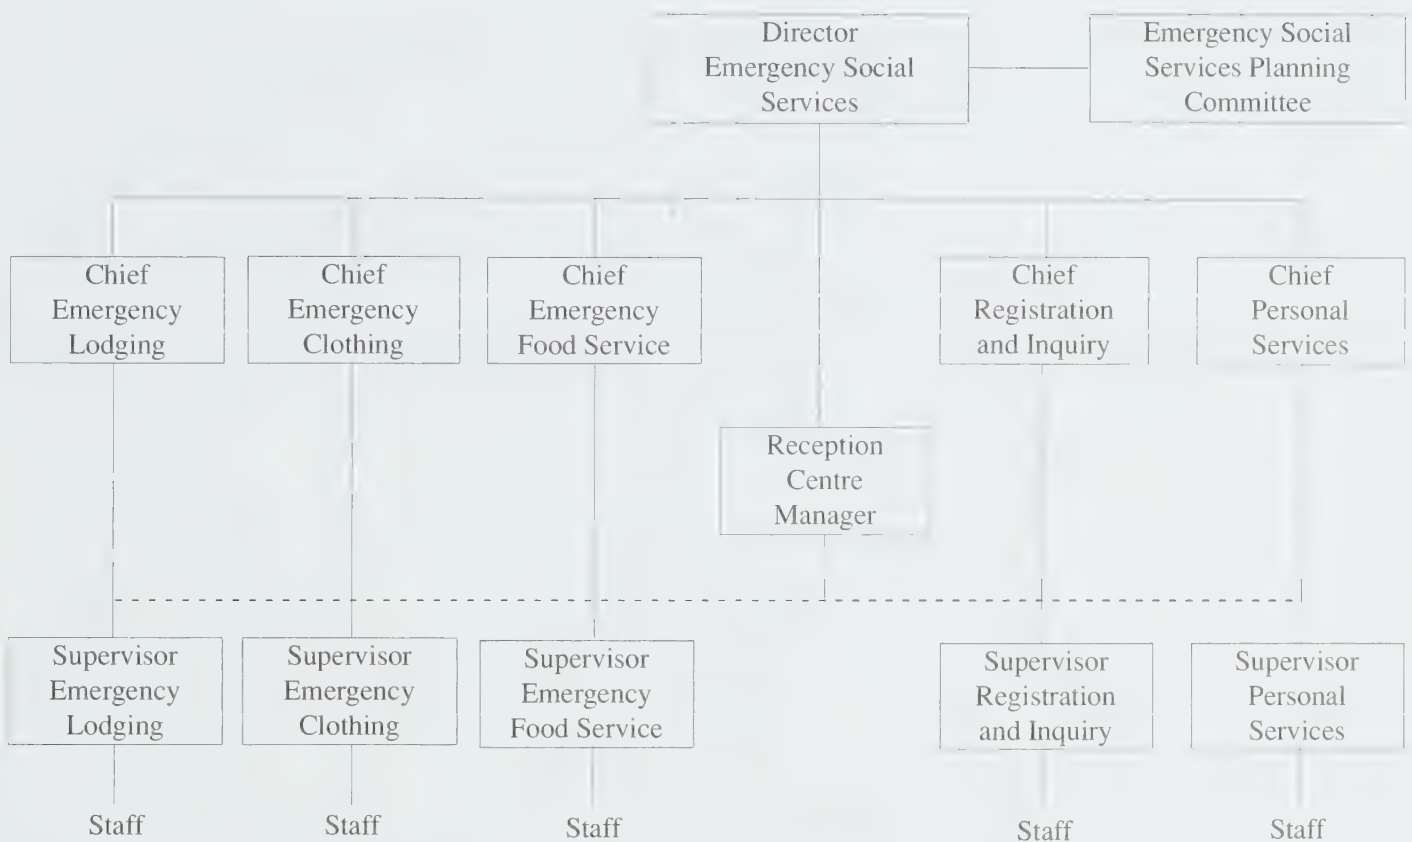 Director
Emergency Social
Services
Emergency Social
Services Planning
Committee
Chief
Emergency
Lodging
Chief
Emergency
Clothing
Chief
Emergency
Food Service
Chief
Registration
and Inquiry
Chief
Personal
Services
Reception
Centre
Manager
Supervisor
Emergency
Lodging
Supervisor
Emergency
Clothing
Supervisor
Emergency
Food Service
Supervisor
Registration
and Inquiry
Supervisor
Personal
Services
Staff
Staff
Staff
Staff
Staff